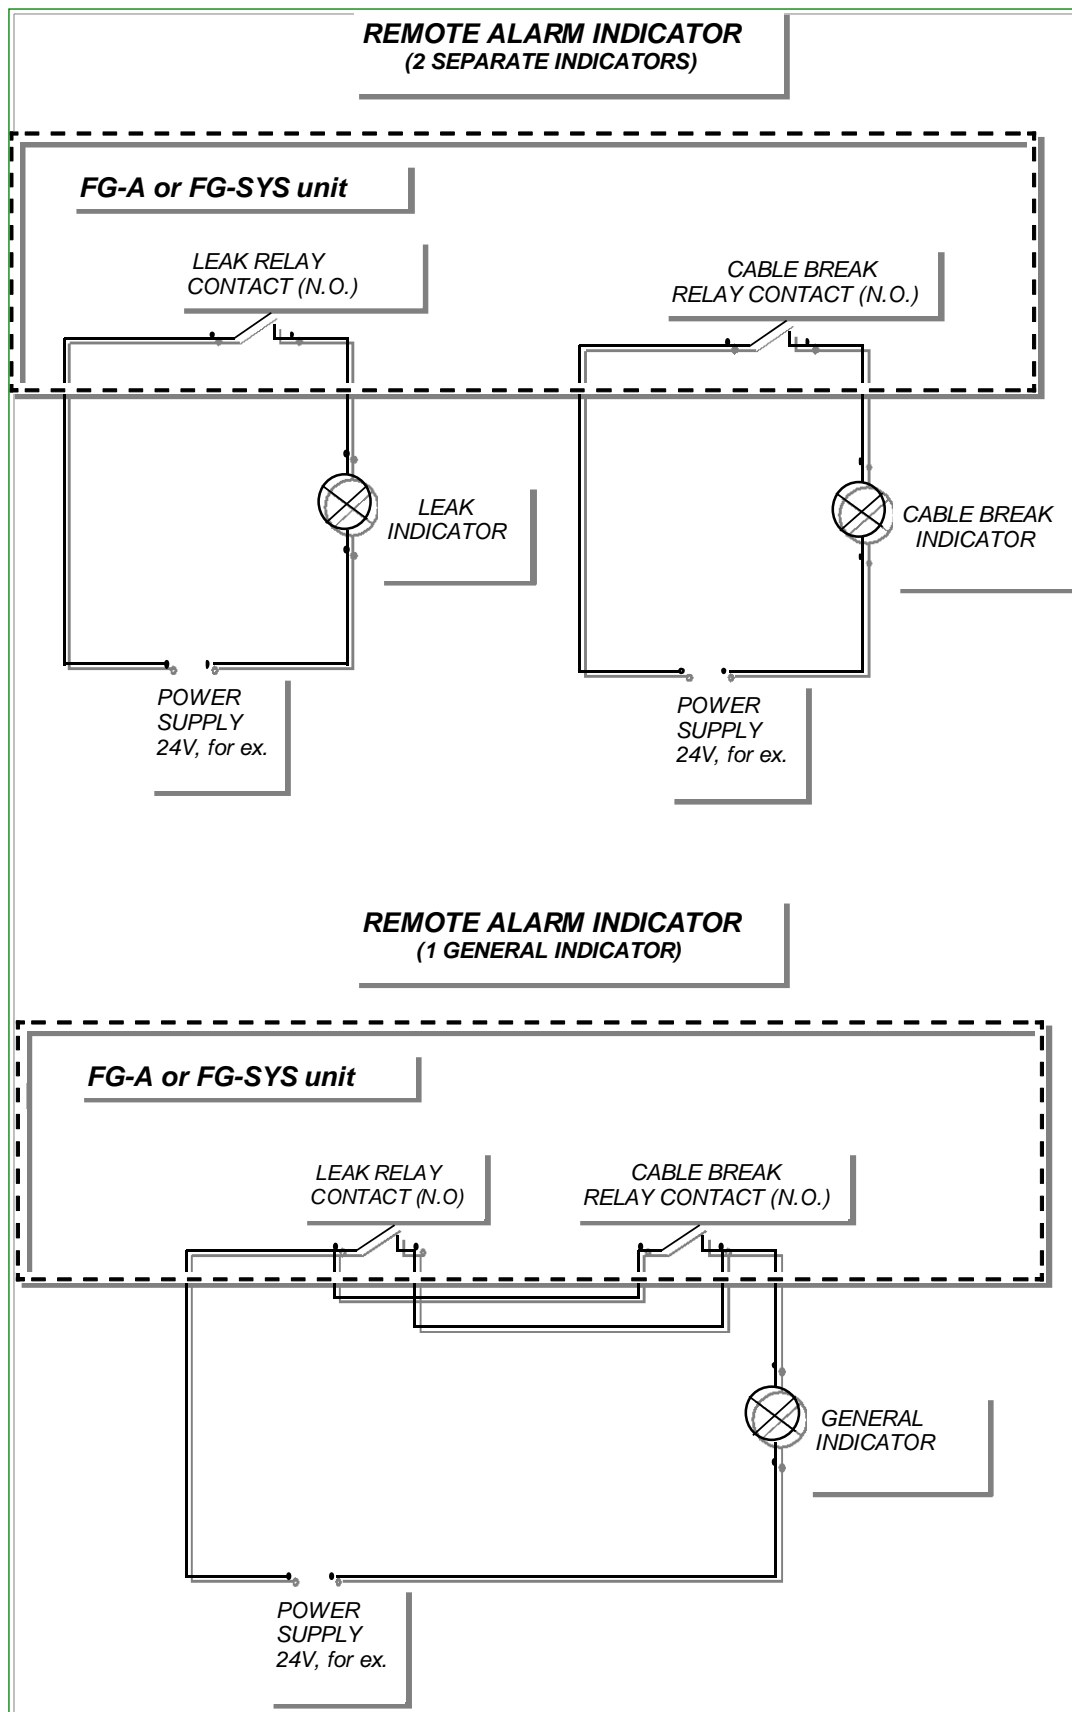 REMOTE ALARM INDICATOR
(2 SEPARATE INDICATORS)
FG-A or FG-SYS unit
LEAK RELAY
CONTACT (N.O.)
CABLE BREAK
RELAY CONTACT (N.O.)
LEAK
INDICATOR
CABLE BREAK
INDICATOR
POWER
SUPPLY
24V, for ex.
POWER
SUPPLY
24V, for ex.
REMOTE ALARM INDICATOR
(1 GENERAL INDICATOR)
FG-A or FG-SYS unit
LEAK RELAY
CONTACT (N.O)
CABLE BREAK
RELAY CONTACT (N.O.)
GENERAL
INDICATOR
POWER
SUPPLY
24V, for ex.